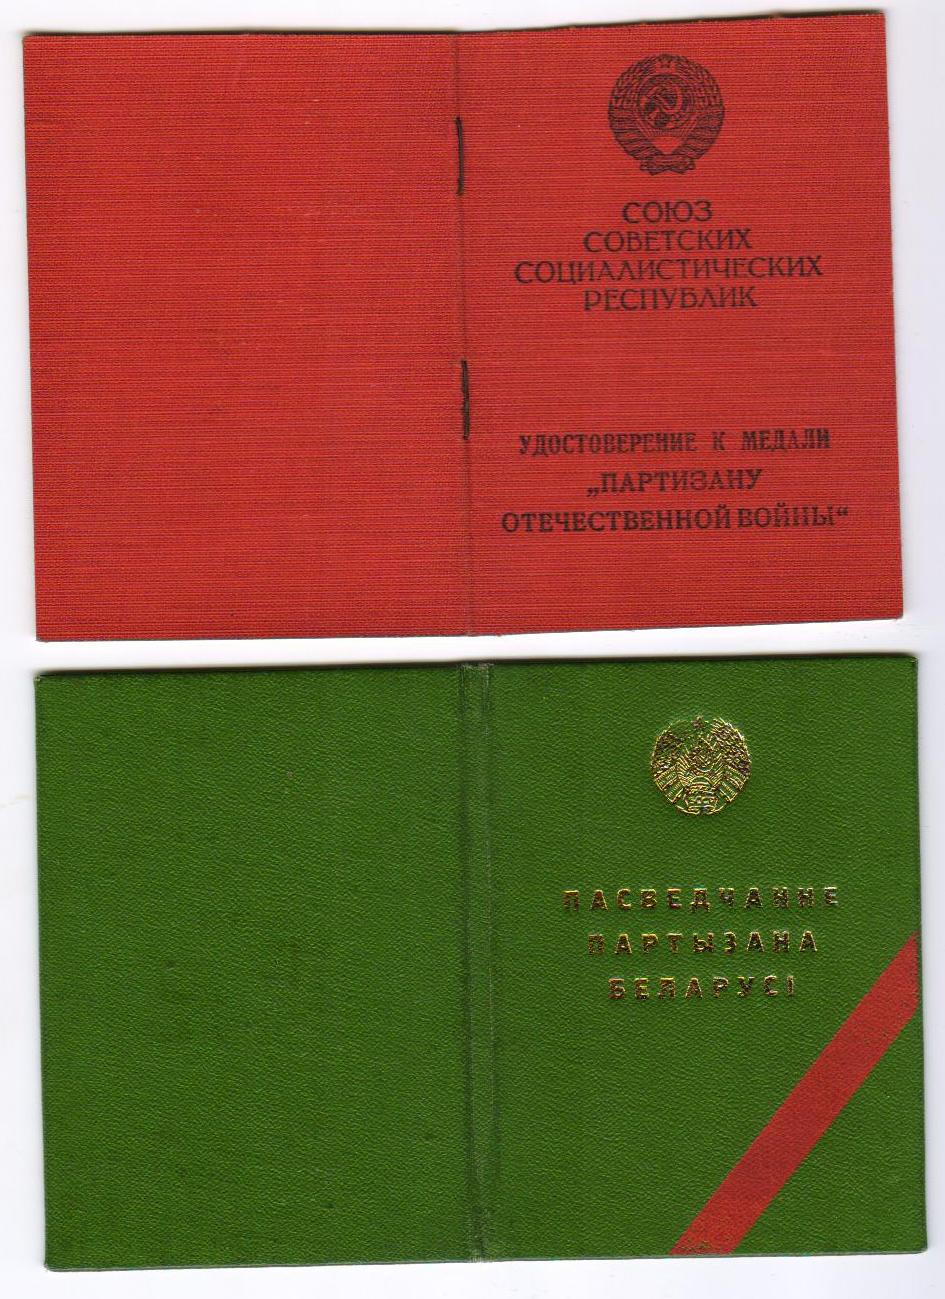 СОЮЗ
СОВЕТСКИХ
СОЦИАЛИСТИЧЕСКИХ
РЕСПУБЛИК
УДОСТОВЕРЕНИЕ К МЕДАЛИ
„ПАРТИЗАНУ
ОТЕЧЕСТВЕННОЙ ВОЙНЫ“
ПАСВЕДЧАННЕ
ПАРТЫЗАНА
БЕЛАРУСІ